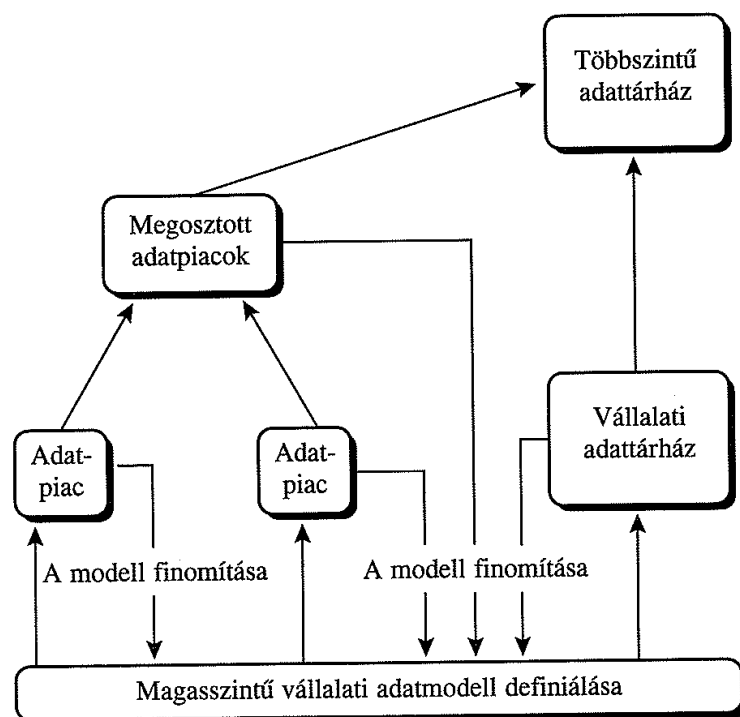 Többszintű
adattárház
Megosztott
adatpiacok
Vállalati
adattárház
Adat-
piac
Adat-
piac
A modell finomítása
A modell finomítása
Magasszintű vállalati adatmodell definiálása